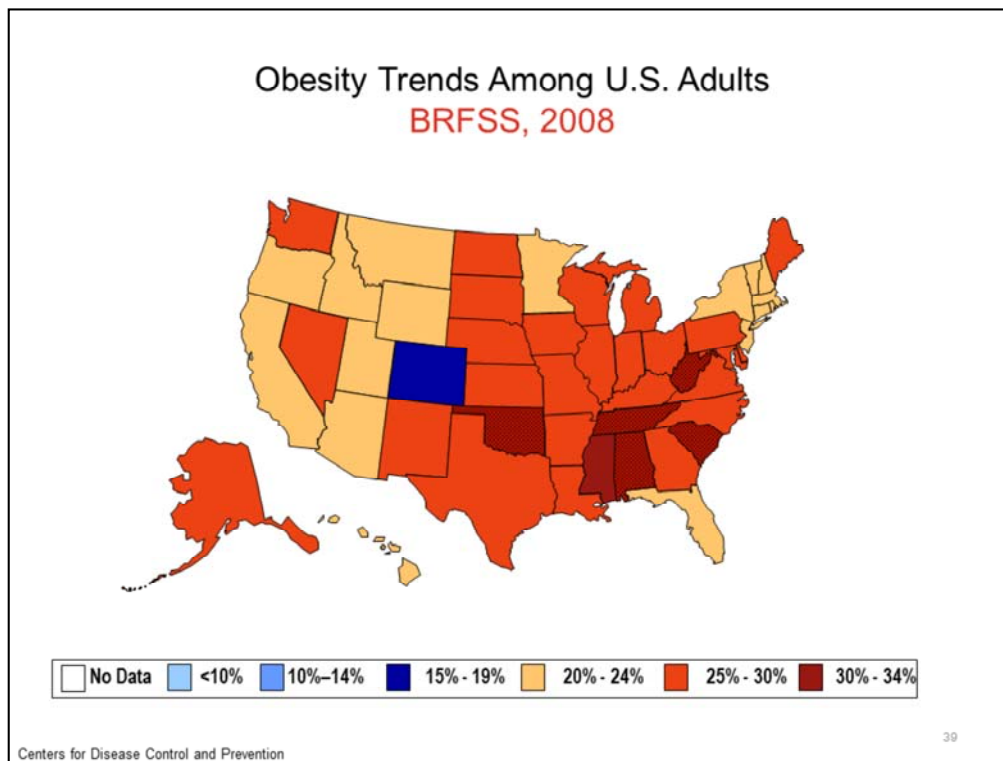 Obesity Trends Among U.S. Adults
BRFSS, 2008
No Data <10% 10%–14% 15% - 19% 20% - 24% 25% - 30% 30% - 34%
39
Centers for Disease Control and Prevention